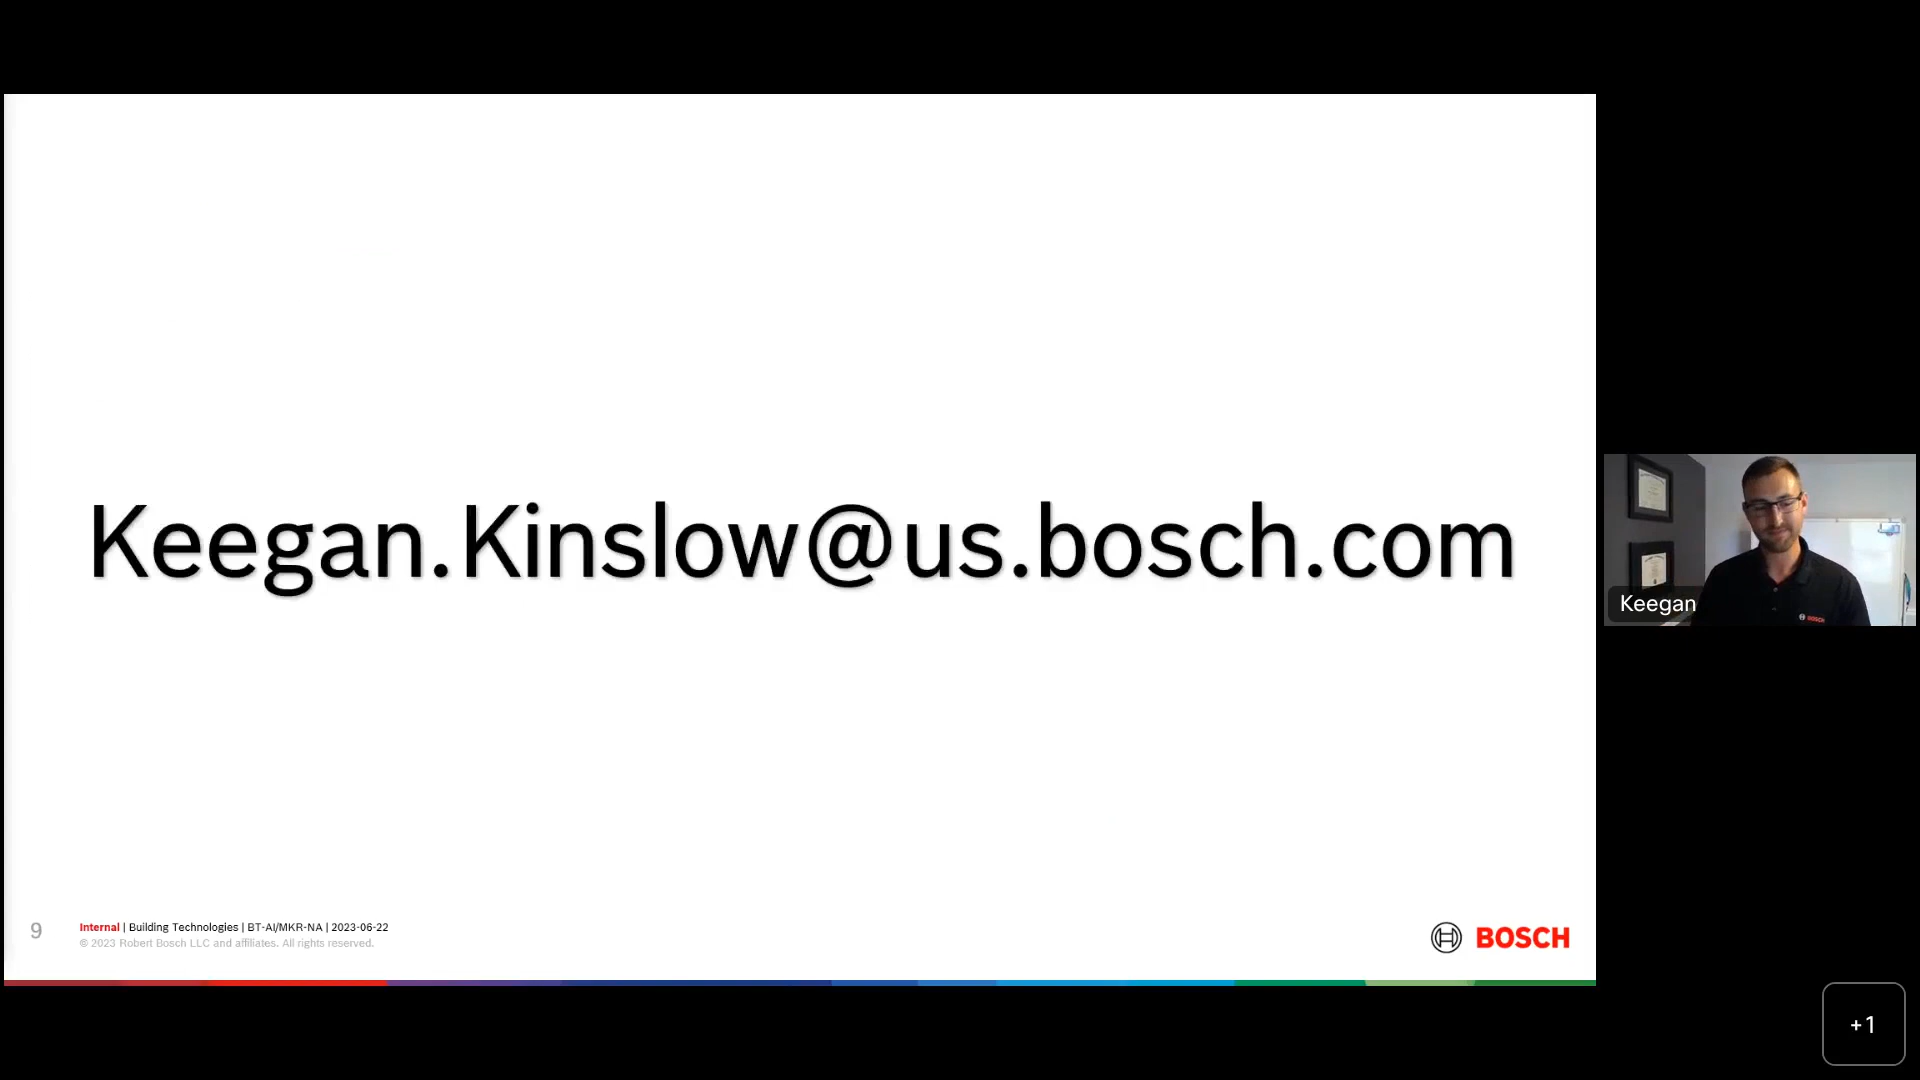 Keegan.Kinslow@us.bosch.com
Keegan
BOSCH
9
Internal | Building Technologies | BT-AI/MKR-NA | 2023-06-22
© 2023 Robert Bosch LLC and affiliates. All rights reserved.
BOSCH
+1